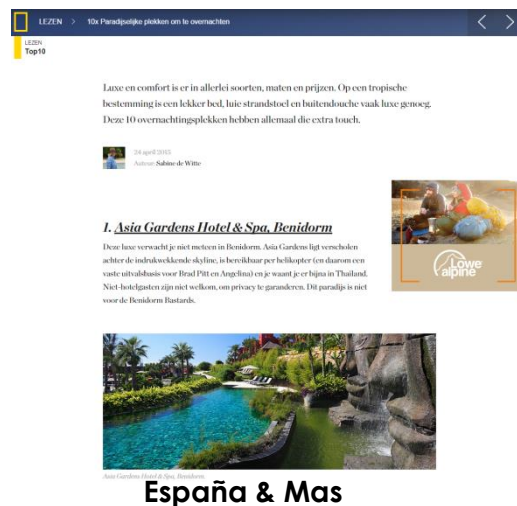 LEZEN > 10x Paradijselijke plekken om te overnachten
LEZEN
Top10
Luxe en comfort is er in allerlei soorten, maten en prijzen. Op een tropische
bestemming is een lekker bed, luie strandstoel en buitendouche vaak luxe genoeg.
Deze 10 overnachtingsplekken hebben allemaal die extra touch.
24 april 2015
Auteur: Sabine de Witte
1. Asia Gardens Hotel & Spa, Benidorm
Deze luxe verwacht je niet meteen in Benidorm. Asia Gardens ligt verscholen
achter de indrukwekkende skyline, is bereikbaar per helikopter (en daarom een
vaste uitvalsbasis voor Brad Pitt en Angelina) en je waant je er bijna in Thailand.
Niet-hotelgasten zijn niet welkom, om privacy te garanderen. Dit paradijs is niet
voor de Benidorm Bastards.
Lowe
alpine
Asia Gardens Hotel & Spa, Benidorm
España & Mas